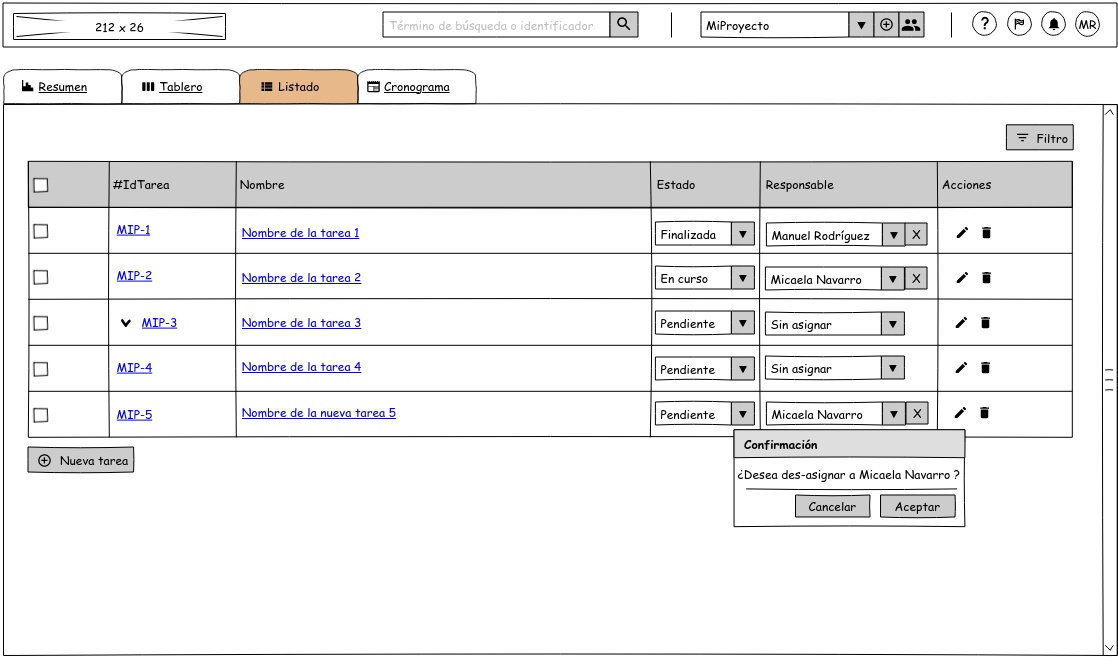 212 x 26
Término de búsqueda o identificador
MiProyecto
?
MR
Resumen
Tablero
Listado
Cronograma
Filtro
#IdTarea Nombre Estado Responsable Acciones
MIP-1 Nombre de la tarea 1 Finalizada Manuel Rodríguez X
MIP-2 Nombre de la tarea 2 En curso Micaela Navarro X
MIP-3 Nombre de la tarea 3 Pendiente Sin asignar
MIP-4 Nombre de la tarea 4 Pendiente Sin asignar
MIP-5 Nombre de la nueva tarea 5 Pendiente Micaela Navarro X
Nueva tarea
Confirmación
¿Desea des-asignar a Micaela Navarro ?
Cancelar Aceptar